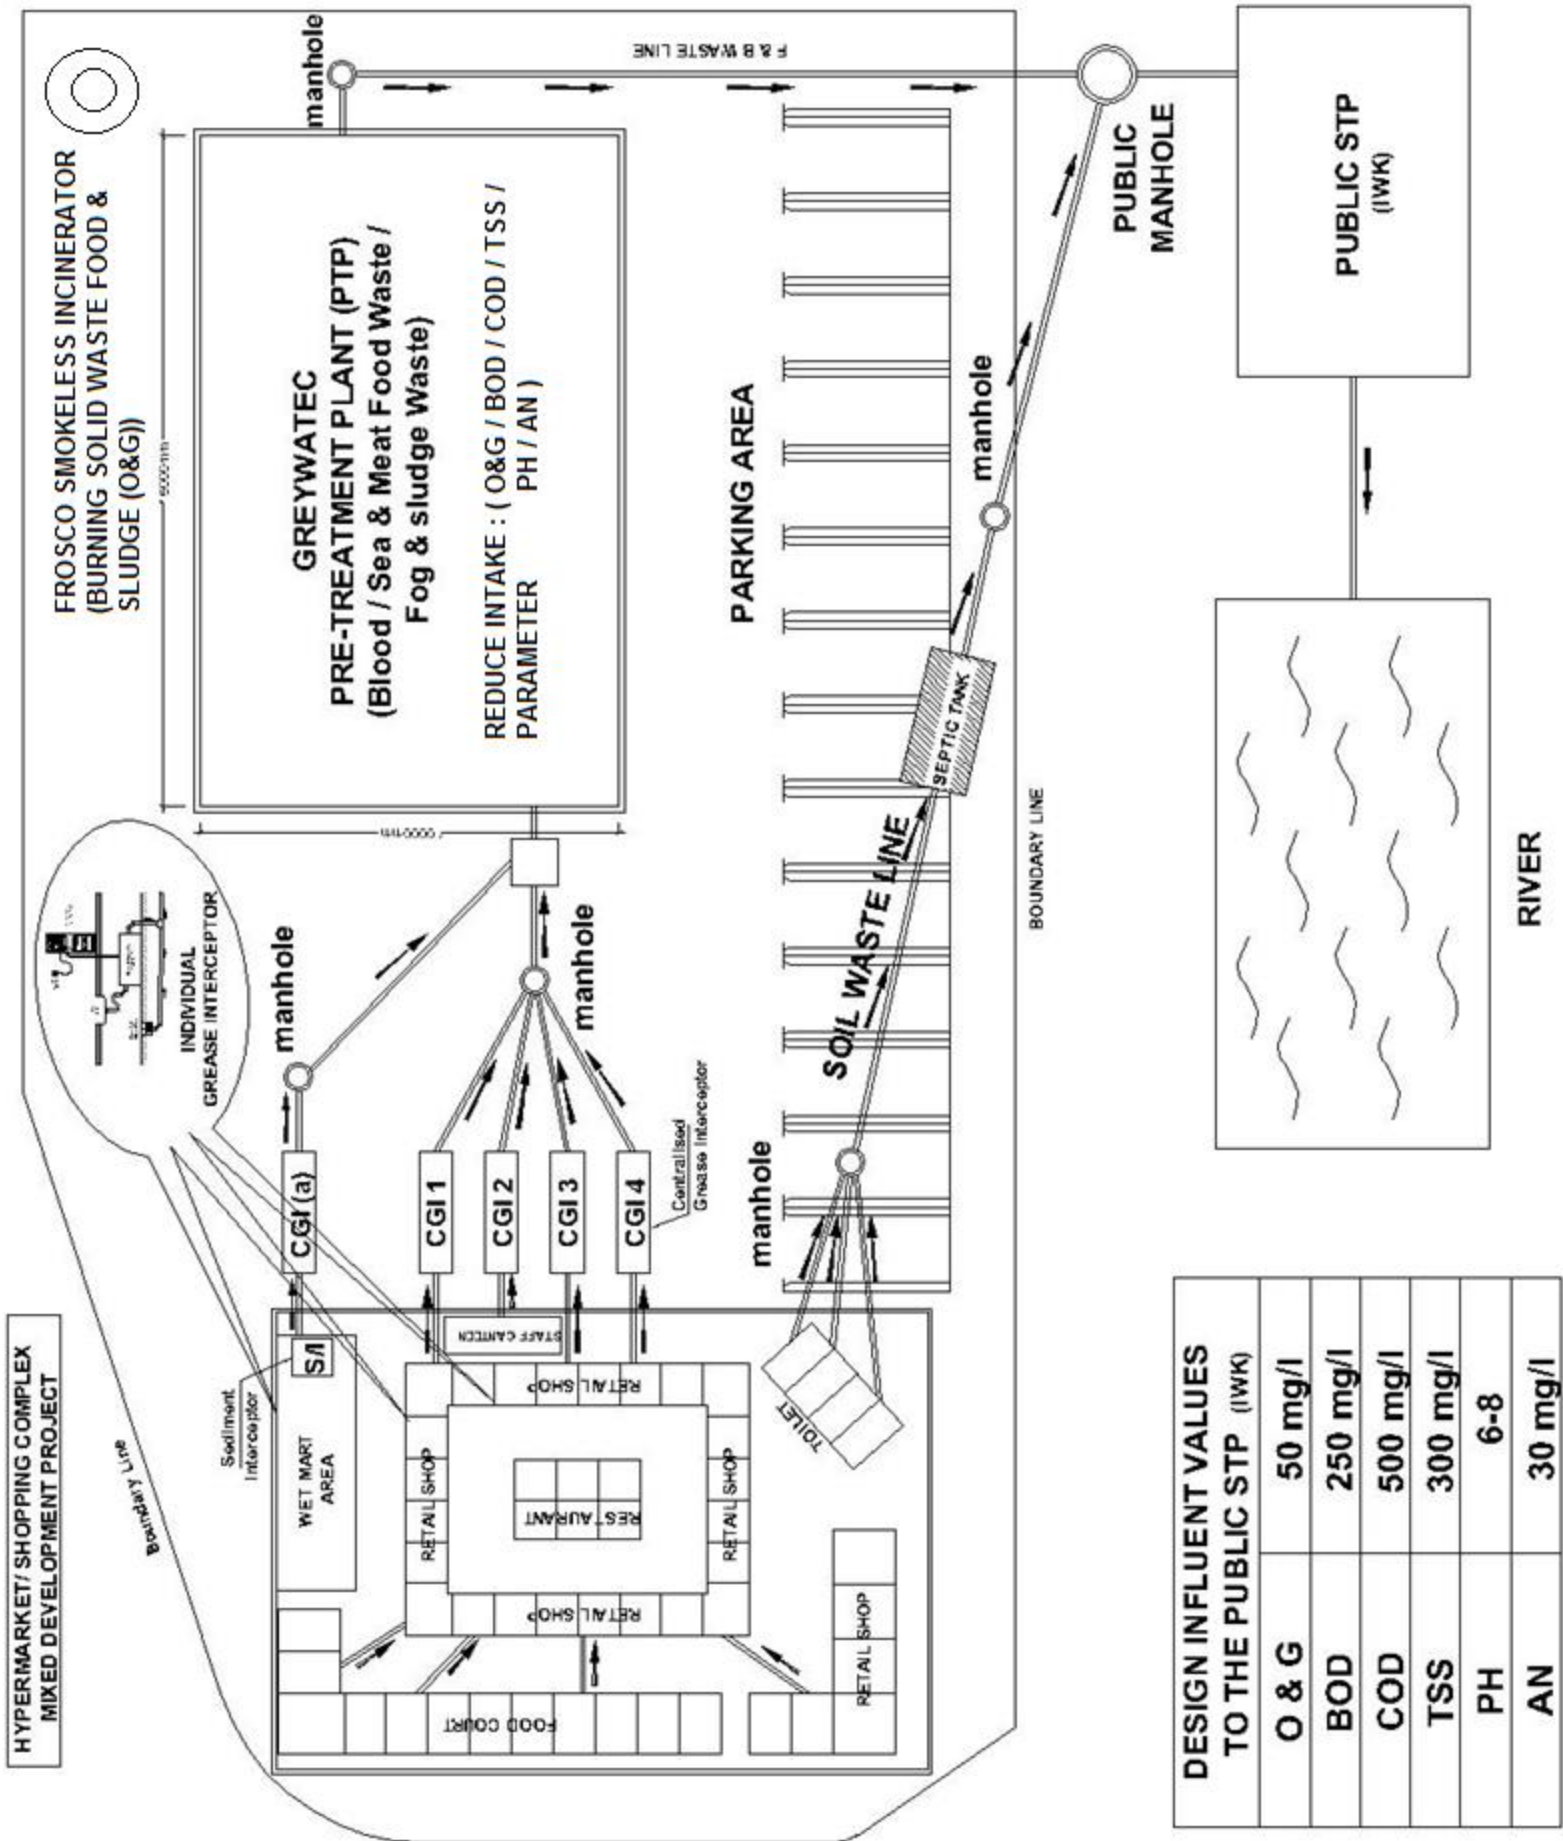 HYPERMARKET/ SHOPPING COMPLEX
MIXED DEVELOPMENT PROJECT
Boundary Line
INDIVIDUAL
GREASE INTERCEPTOR
FROSCO SMOKELESS INCINERATOR
(BURNING SOLID WASTE FOOD &
SLUDGE (O&G))
Sediment
Interceptor
WET MART
AREA
S/I
CGI (a)
manhole
CGI 1
CGI 2
CGI 3
CGI 4
manhole
Centralised
Grease Interceptor
STAFF CANTEEN
RETAIL SHOP
RETAIL SHOP
RESTAURANT
RETAIL SHOP
RETAIL SHOP
FOOD COURT
RETAIL SHOP
TOILET
GREYWATEC
PRE-TREATMENT PLANT (PTP)
(Blood / Sea & Meat Food Waste /
Fog & sludge Waste)
REDUCE INTAKE : ( O&G / BOD / COD / TSS /
PARAMETER PH / AN )
manhole
F & B WASTE LINE
PARKING AREA
manhole
SOIL WASTE LINE
SEPTIC TANK
manhole
BOUNDARY LINE
PUBLIC
MANHOLE
PUBLIC STP
(IWK)
RIVER
DESIGN INFLUENT VALUES
TO THE PUBLIC STP (IWK)
O & G 50 mg/l
BOD 250 mg/l
COD 500 mg/l
TSS 300 mg/l
PH 6-8
AN 30 mg/l